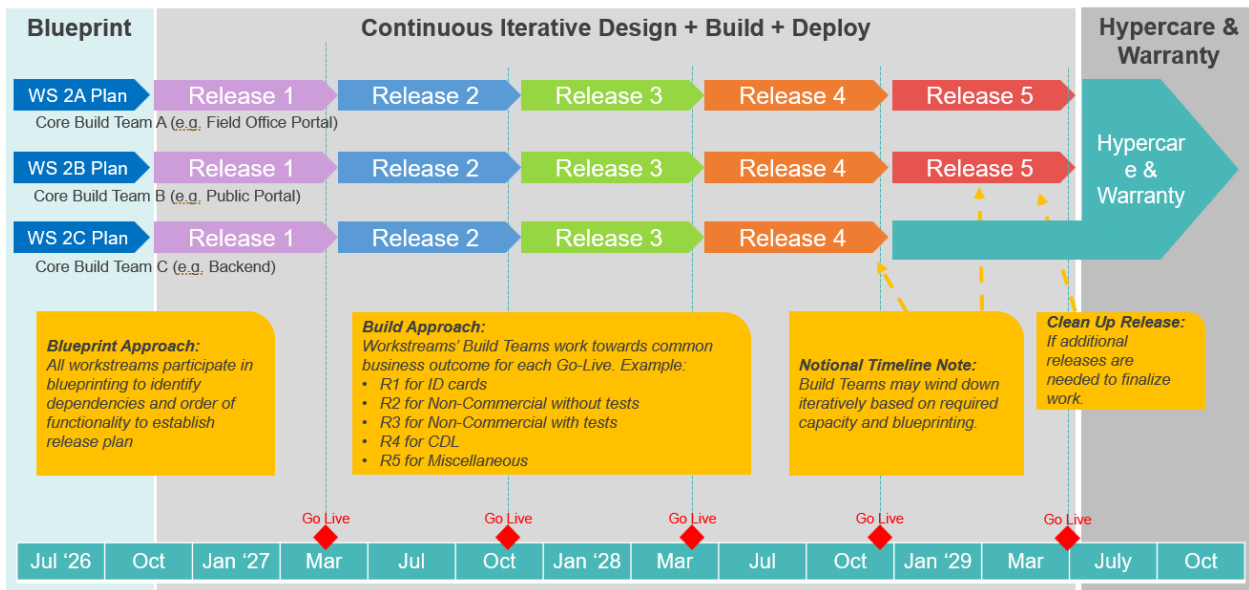 Blueprint
Continuous Iterative Design + Build + Deploy
Hypercare &
Warranty
WS 2A Plan
Release 1
Release 2
Release 3
Release 4
Release 5
Core Build Team A (e.g. Field Office Portal)
WS 2B Plan
Release 1
Release 2
Release 3
Release 4
Release 5
Core Build Team B (e.g. Public Portal)
WS 2C Plan
Release 1
Release 2
Release 3
Release 4
Core Build Team C (e.g. Backend)
Hypercar
e &
Warranty
Blueprint Approach:
All workstreams participate in
blueprinting to identify
dependencies and order of
functionality to establish
release plan
Build Approach:
Workstreams' Build Teams work towards common
business outcome for each Go-Live. Example:
• R1 for ID cards
• R2 for Non-Commercial without tests
• R3 for Non-Commercial with tests
• R4 for CDL
• R5 for Miscellaneous
Notional Timeline Note:
Build Teams may wind down
iteratively based on required
capacity and blueprinting.
Clean Up Release:
If additional
releases are
needed to finalize
work.
Go Live
Go Live
Go Live
Go Live
Go Live
Jul '26
Oct
Jan '27
Mar
Jul
Oct
Jan '28
Mar
Jul
Oct
Jan '29
Mar
July
Oct